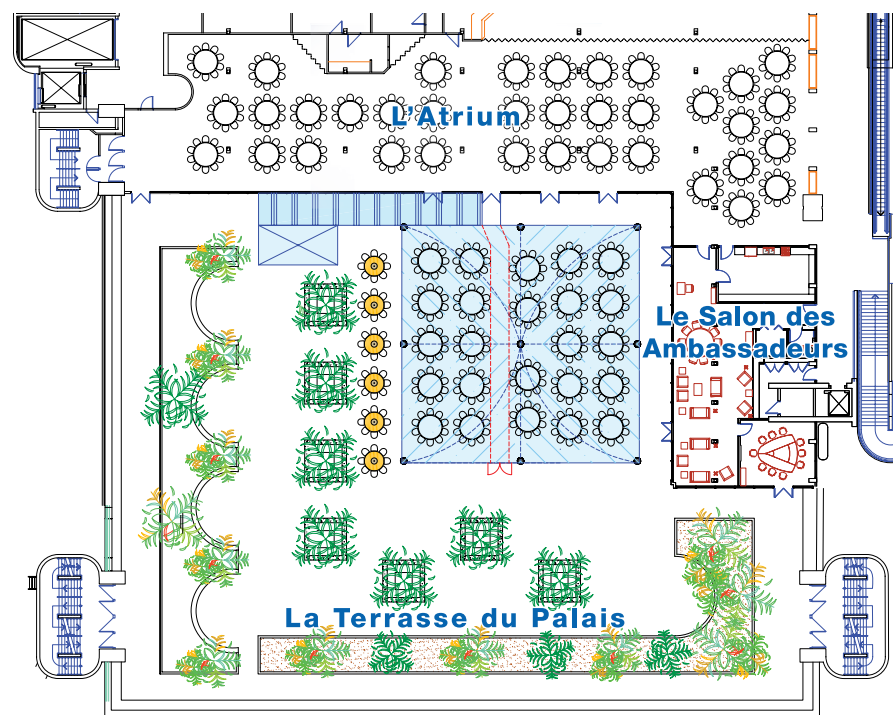 L'Atrium
Le Salon des
Ambassadeurs
La Terrasse du Palais